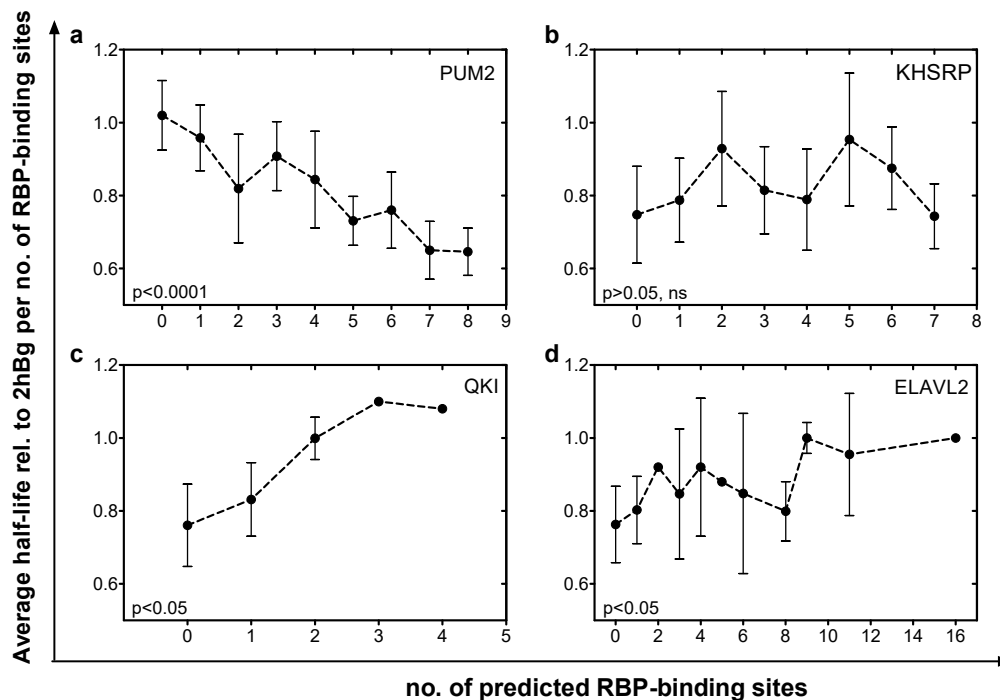 Average half-life rel. to 2hBg per no. of RBP-binding sites
a
PUM2
1.2
1.0
0.8
0.6
p<0.0001
0 1 2 3 4 5 6 7 8 9
b
KHSRP
1.2
1.0
0.8
0.6
p>0.05, ns
0 1 2 3 4 5 6 7 8
c
QKI
1.2
1.0
0.8
0.6
p<0.05
0 1 2 3 4 5
d
ELAVL2
1.2
1.0
0.8
0.6
p<0.05
0 2 4 6 8 10 12 14 16
no. of predicted RBP-binding sites